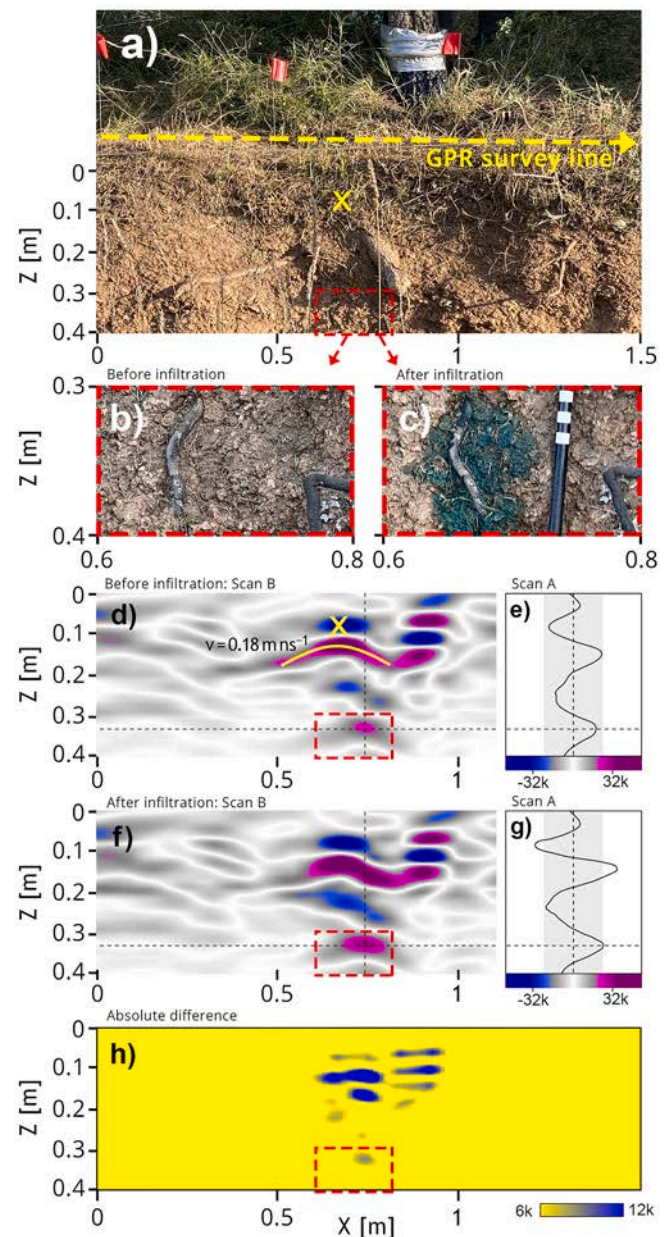 a)
GPR survey line
X
Z [m]
0
0.1
0.2
0.3
0.4
0
0.5
1
1.5
Before infiltration
After infiltration
b)
c)
Z [m]
0.3
0.4
0.6
0.8
0.6
0.8
Before infiltration: Scan B
Scan A
d)
X
v = 0.18 m ns⁻¹
e)
Z [m]
0
0.1
0.2
0.3
0.4
0
0.5
1
-32k
32k
After infiltration: Scan B
Scan A
f)
g)
Z [m]
0
0.1
0.2
0.3
0.4
0
0.5
1
-32k
32k
Absolute difference
h)
Z [m]
0
0.1
0.2
0.3
0.4
0
0.5
1
X [m]
6k
12k